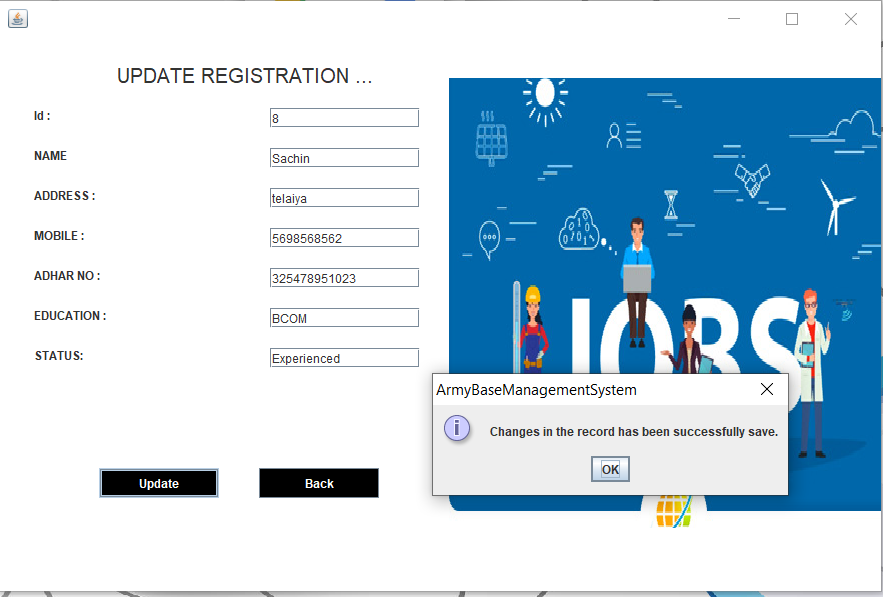 UPDATE REGISTRATION ...
Id :
8
NAME
Sachin
ADDRESS :
telaiya
MOBILE :
5698568562
ADHAR NO :
325478951023
EDUCATION :
BCOM
STATUS:
Experienced
Update
Back
JOBS
ArmyBaseManagementSystem
Changes in the record has been successfully save.
OK